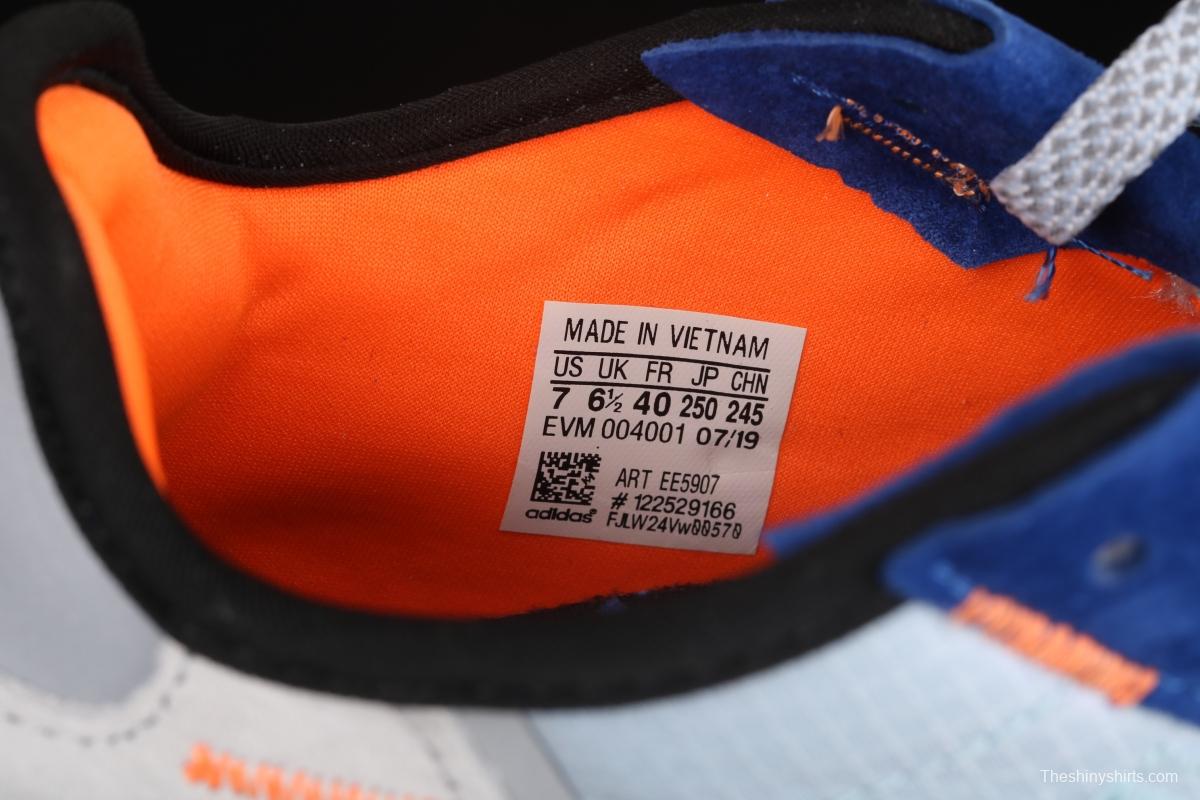 MADE IN VIETNAM
US UK FR JP CHN
7 6½ 40 250 245
EVM 004001 07/19
ART EE5907
# 122529166
adidas®
FJLW24Vw00570
Theshinyshirts.com